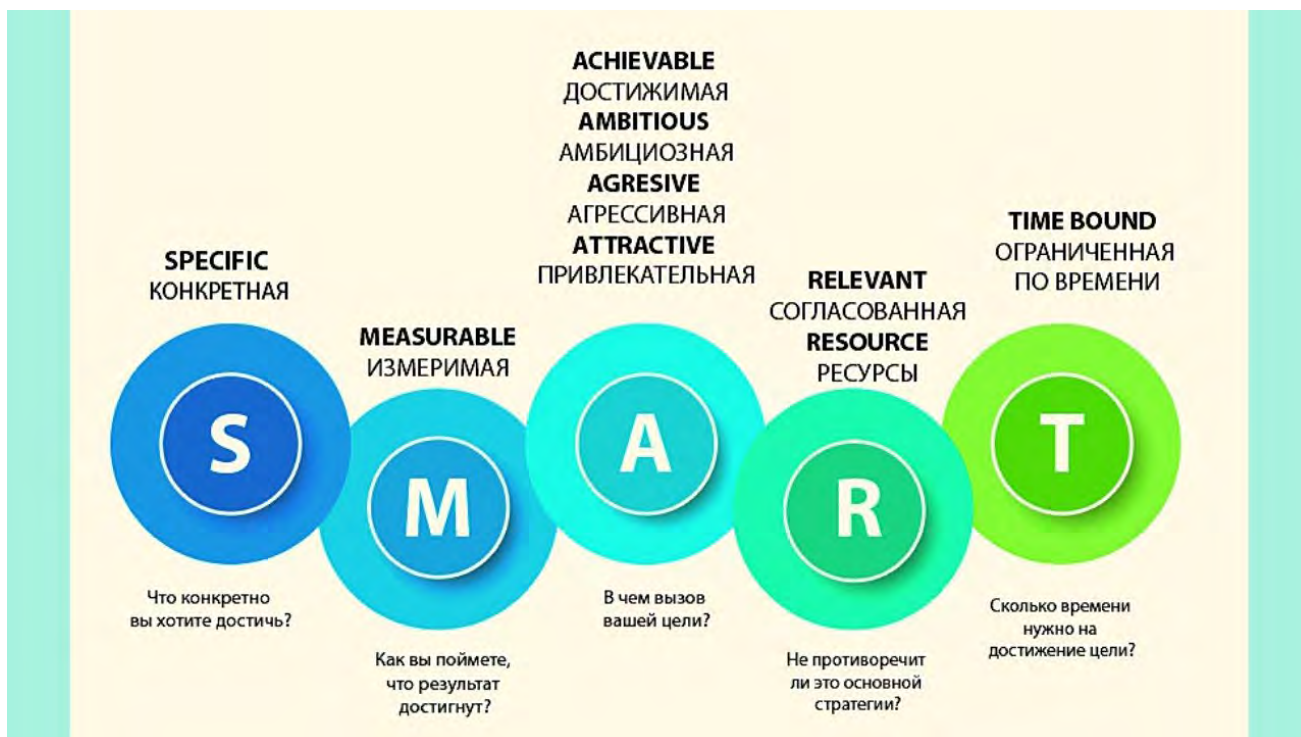 SPECIFIC
КОНКРЕТНАЯ
S
Что конкретно
вы хотите достичь?
MEASURABLE
ИЗМЕРИМАЯ
M
Как вы поймете,
что результат
достигнут?
ACHIEVABLE
ДОСТИЖИМАЯ
AMBITIOUS
АМБИЦИОЗНАЯ
AGRESIVE
АГРЕССИВНАЯ
ATTRACTIVE
ПРИВЛЕКАТЕЛЬНАЯ
A
В чем вызов
вашей цели?
RELEVANT
СОГЛАСОВАННАЯ
RESOURCE
РЕСУРСЫ
R
Не противоречит
ли это основной
стратегии?
TIME BOUND
ОГРАНИЧЕННАЯ
ПО ВРЕМЕНИ
T
Сколько времени
нужно на
достижение цели?